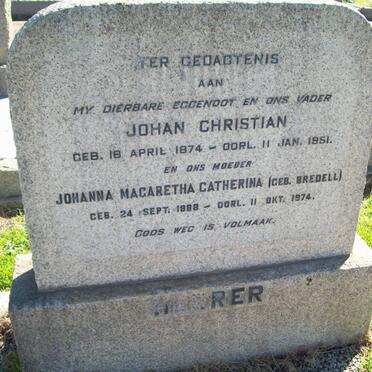 TER GEDAGTENIS
AAN
MY DIERBARE EGGENOOT EN ONS VADER
JOHAN CHRISTIAN
GEB. 18 APRIL 1874 – OORL. 11 JAN. 1951.
EN ONS MOEDER
JOHANNA MAGARETHA CATHERINA (GEB. BREDELL)
GEB. 24 SEPT. 1898 – OORL. 11 OKT. 1974.
GODS WEG IS VOLMAAK.